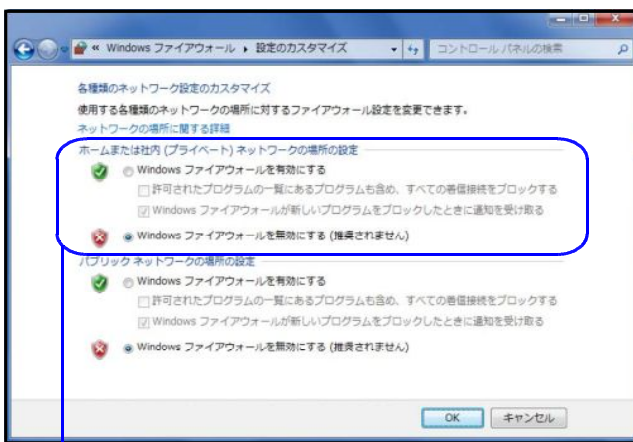 « Windows ファイアウォール ▸ 設定のカスタマイズ
コントロール パネルの検索
各種類のネットワーク設定のカスタマイズ
使用する各種類のネットワークの場所に対するファイアウォール設定を変更できます。
ネットワークの場所に関する詳細
ホームまたは社内 (プライベート) ネットワークの場所の設定
Windows ファイアウォールを有効にする
許可されたプログラムの一覧にあるプログラムも含め、すべての着信接続をブロックする
Windows ファイアウォールが新しいプログラムをブロックしたときに通知を受け取る
Windows ファイアウォールを無効にする (推奨されません)
パブリック ネットワークの場所の設定
Windows ファイアウォールを有効にする
許可されたプログラムの一覧にあるプログラムも含め、すべての着信接続をブロックする
Windows ファイアウォールが新しいプログラムをブロックしたときに通知を受け取る
Windows ファイアウォールを無効にする (推奨されません)
OK
キャンセル